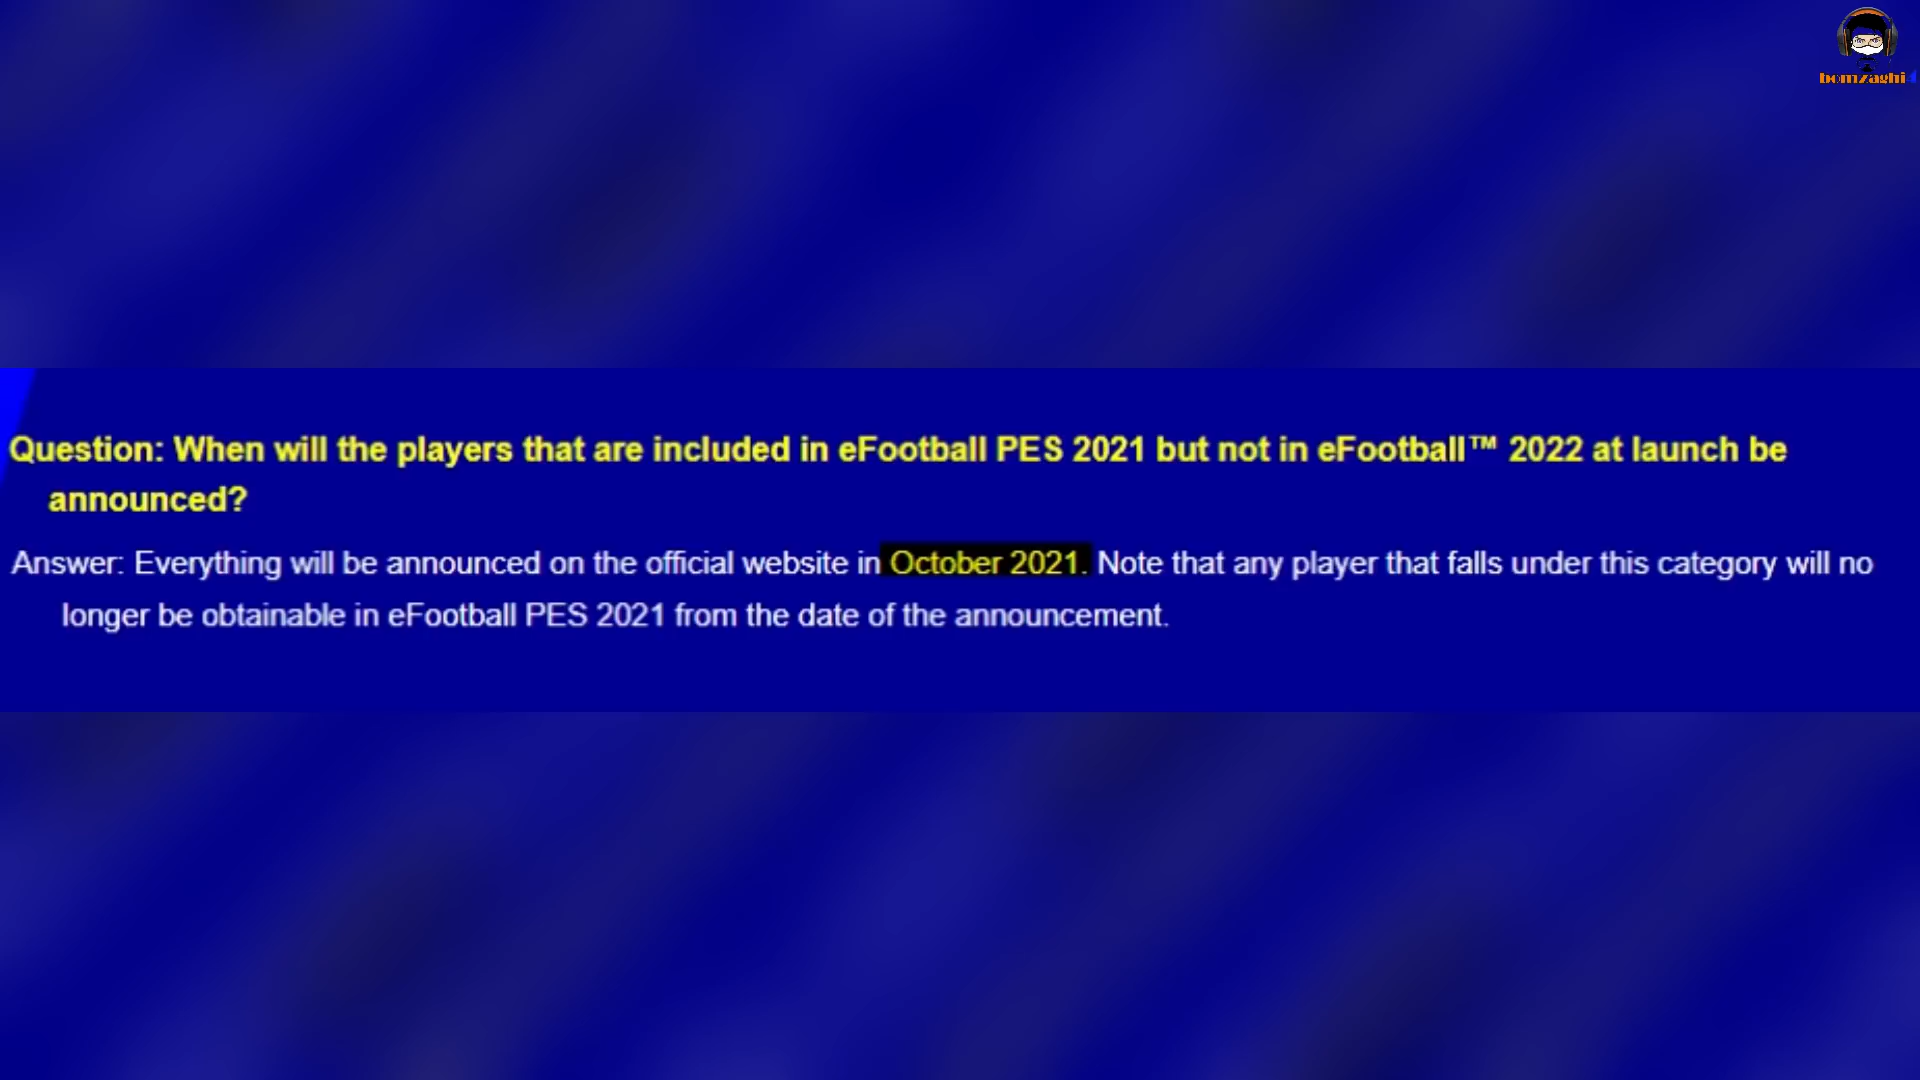 bomzaghi
Question: When will the players that are included in eFootball PES 2021 but not in eFootball™ 2022 at launch be
announced?
Answer: Everything will be announced on the official website in October 2021. Note that any player that falls under this category will no
longer be obtainable in eFootball PES 2021 from the date of the announcement.